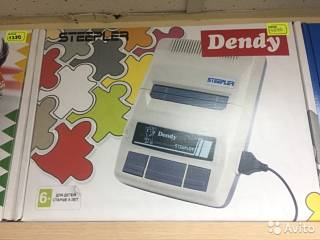 STEEPLER
Dendy
STEEPLER
Dendy
STEEPLER
6
ДЛЯ ДЕТЕЙ
СТАРШЕ 6 ЛЕТ
Avito